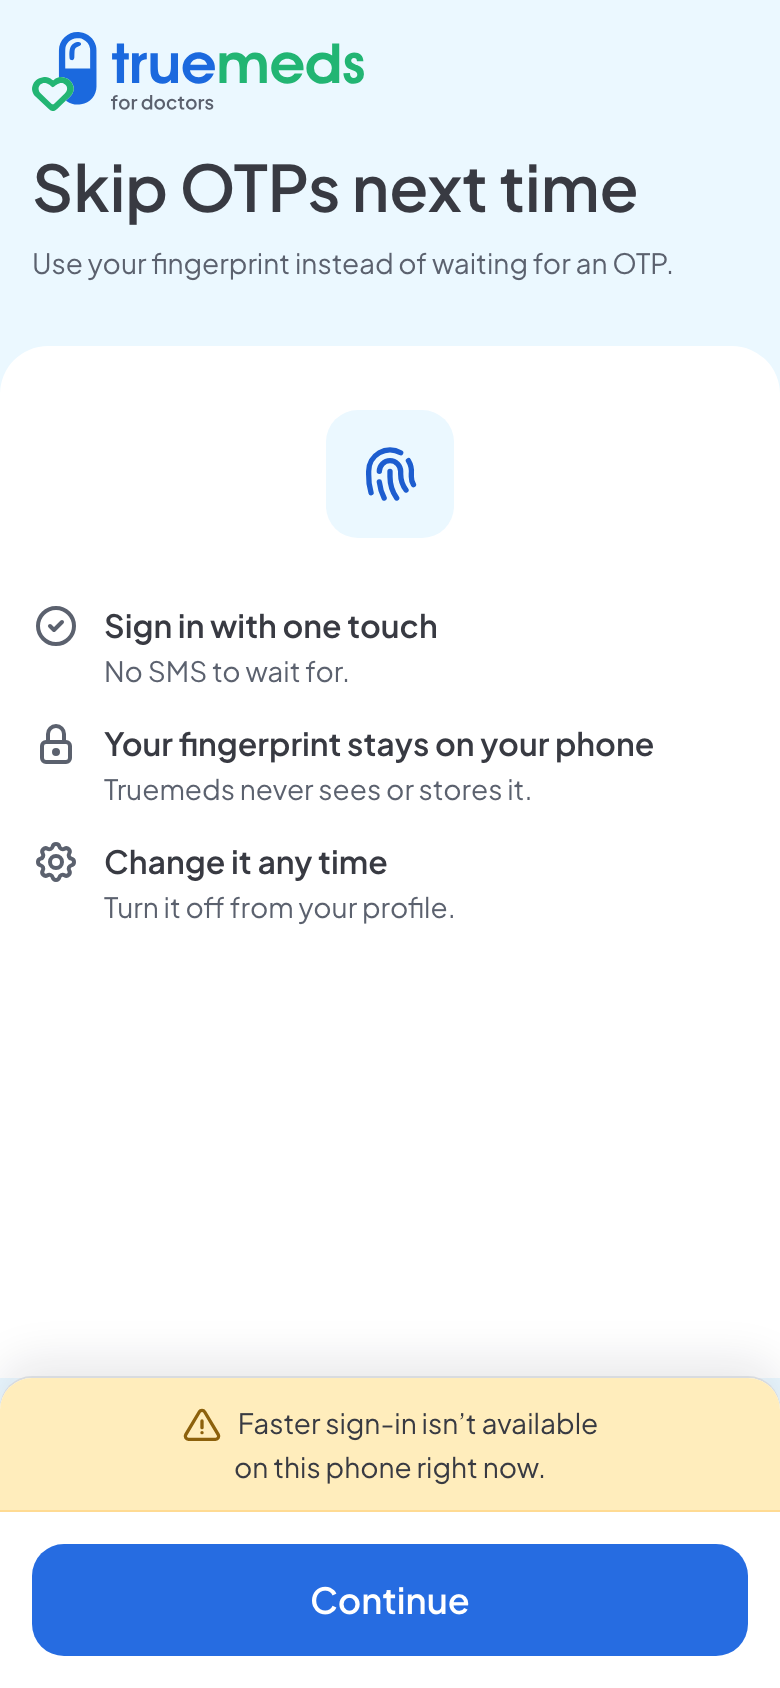 truemeds
for doctors
Skip OTPs next time
Use your fingerprint instead of waiting for an OTP.
Sign in with one touch
No SMS to wait for.
Your fingerprint stays on your phone
Truemeds never sees or stores it.
Change it any time
Turn it off from your profile.
Faster sign-in isn’t available
on this phone right now.
Continue